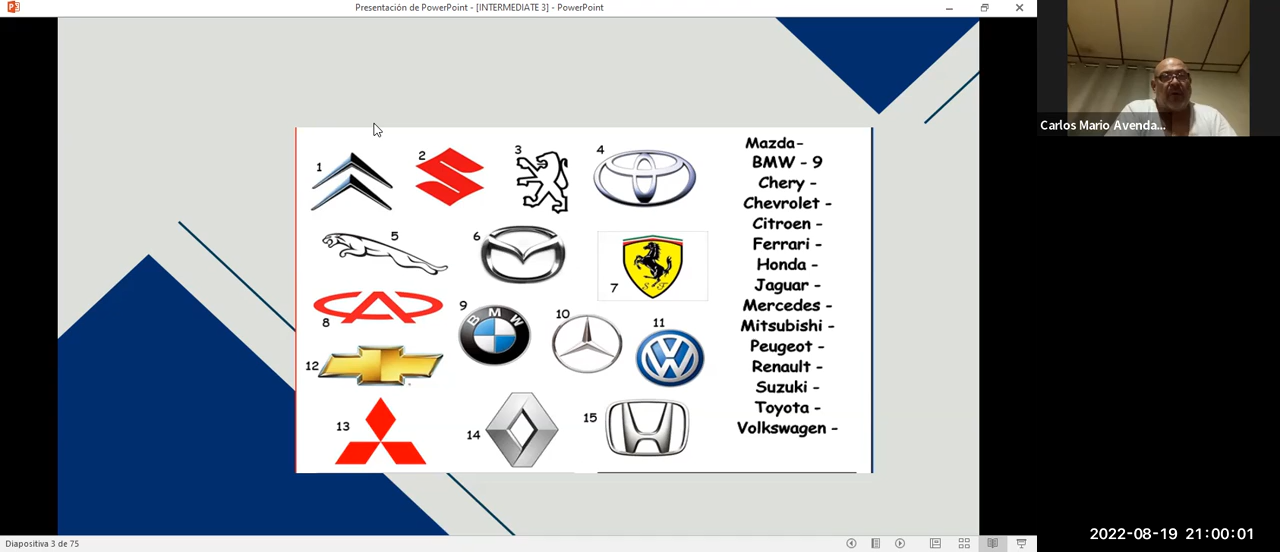 Presentación de PowerPoint - [INTERMEDIATE 3] - PowerPoint
Carlos Mario Avenda...
1
2
3
4
5
6
7
S F
8
9
BMW
10
11
12
13
14
15
Mazda-
BMW - 9
Chery -
Chevrolet -
Citroen -
Ferrari -
Honda -
Jaguar -
Mercedes -
Mitsubishi -
Peugeot -
Renault -
Suzuki -
Toyota -
Volkswagen -
2022-08-19 21:00:01
Diapositiva 3 de 75